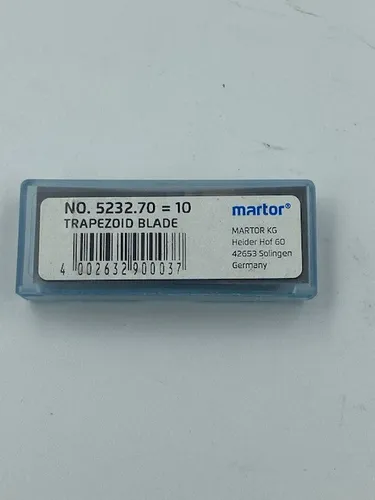 NO. 5232.70 = 10
TRAPEZOID BLADE
4 002632 900037
martor®
MARTOR KG
Heider Hof 60
42653 Solingen
Germany